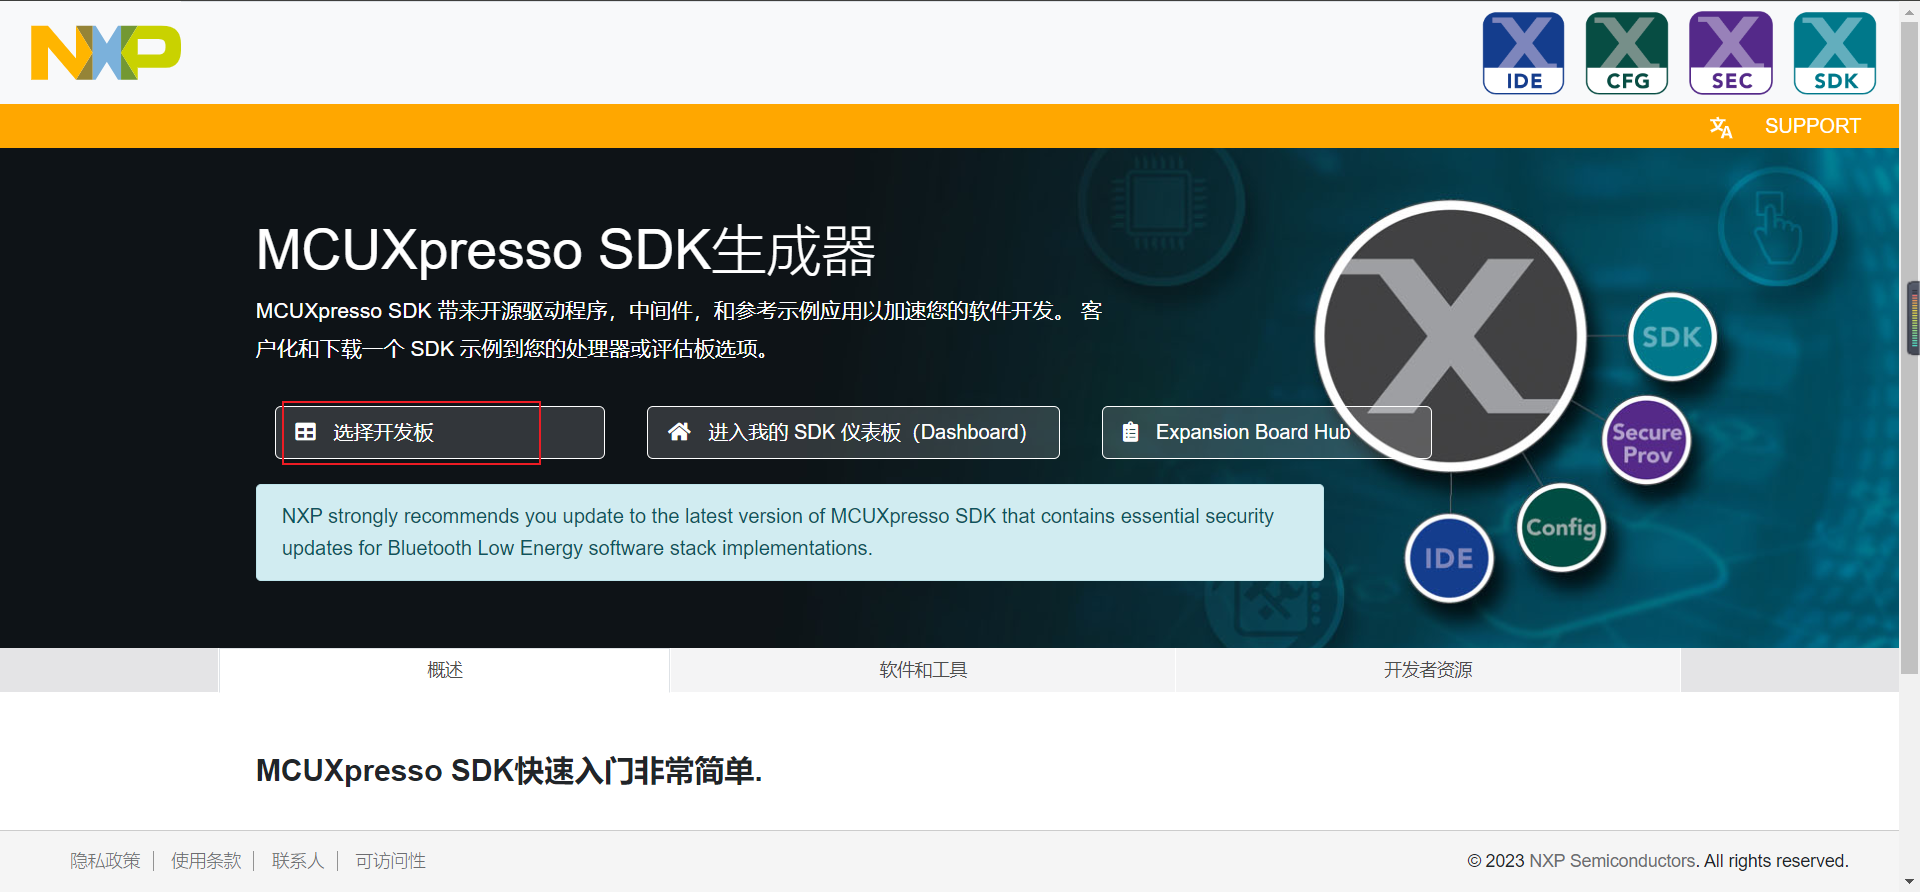 NXP
IDE
CFG
SEC
SDK
SUPPORT
MCUXpresso SDK生成器
MCUXpresso SDK 带来开源驱动程序，中间件，和参考示例应用以加速您的软件开发。 客
户化和下载一个 SDK 示例到您的处理器或评估板选项。
选择开发板
进入我的 SDK 仪表板（Dashboard）
Expansion Board Hub
NXP strongly recommends you update to the latest version of MCUXpresso SDK that contains essential security
updates for Bluetooth Low Energy software stack implementations.
X
SDK
Secure
Prov
Config
IDE
概述
软件和工具
开发者资源
MCUXpresso SDK快速入门非常简单.
隐私政策
使用条款
联系人
可访问性
© 2023 NXP Semiconductors. All rights reserved.